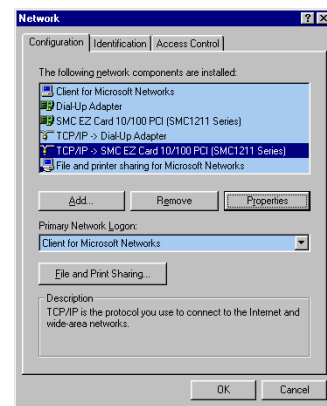 Network
Configuration Identification Access Control
The following network components are installed:
Client for Microsoft Networks
Dial-Up Adapter
SMC EZ Card 10/100 PCI (SMC1211 Series)
TCP/IP -> Dial-Up Adapter
TCP/IP -> SMC EZ Card 10/100 PCI (SMC1211 Series)
File and printer sharing for Microsoft Networks
Add... Remove Properties
Primary Network Logon:
Client for Microsoft Networks
File and Print Sharing...
Description
TCP/IP is the protocol you use to connect to the Internet and
wide-area networks.
OK Cancel